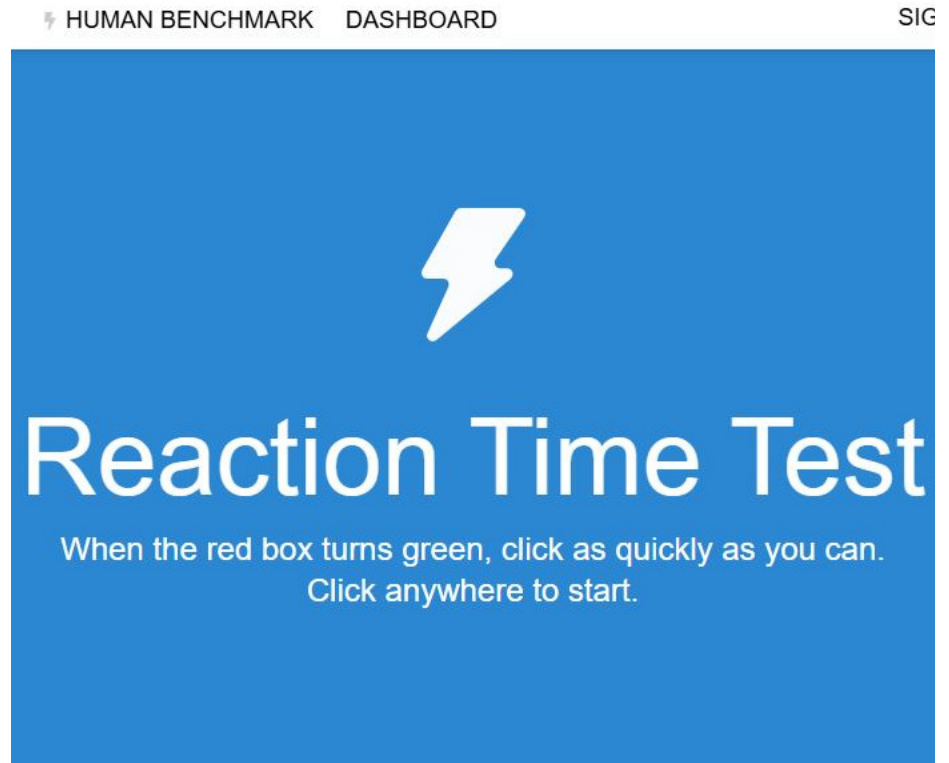 HUMAN BENCHMARK DASHBOARD
Reaction Time Test
When the red box turns green, click as quickly as you can.
Click anywhere to start.